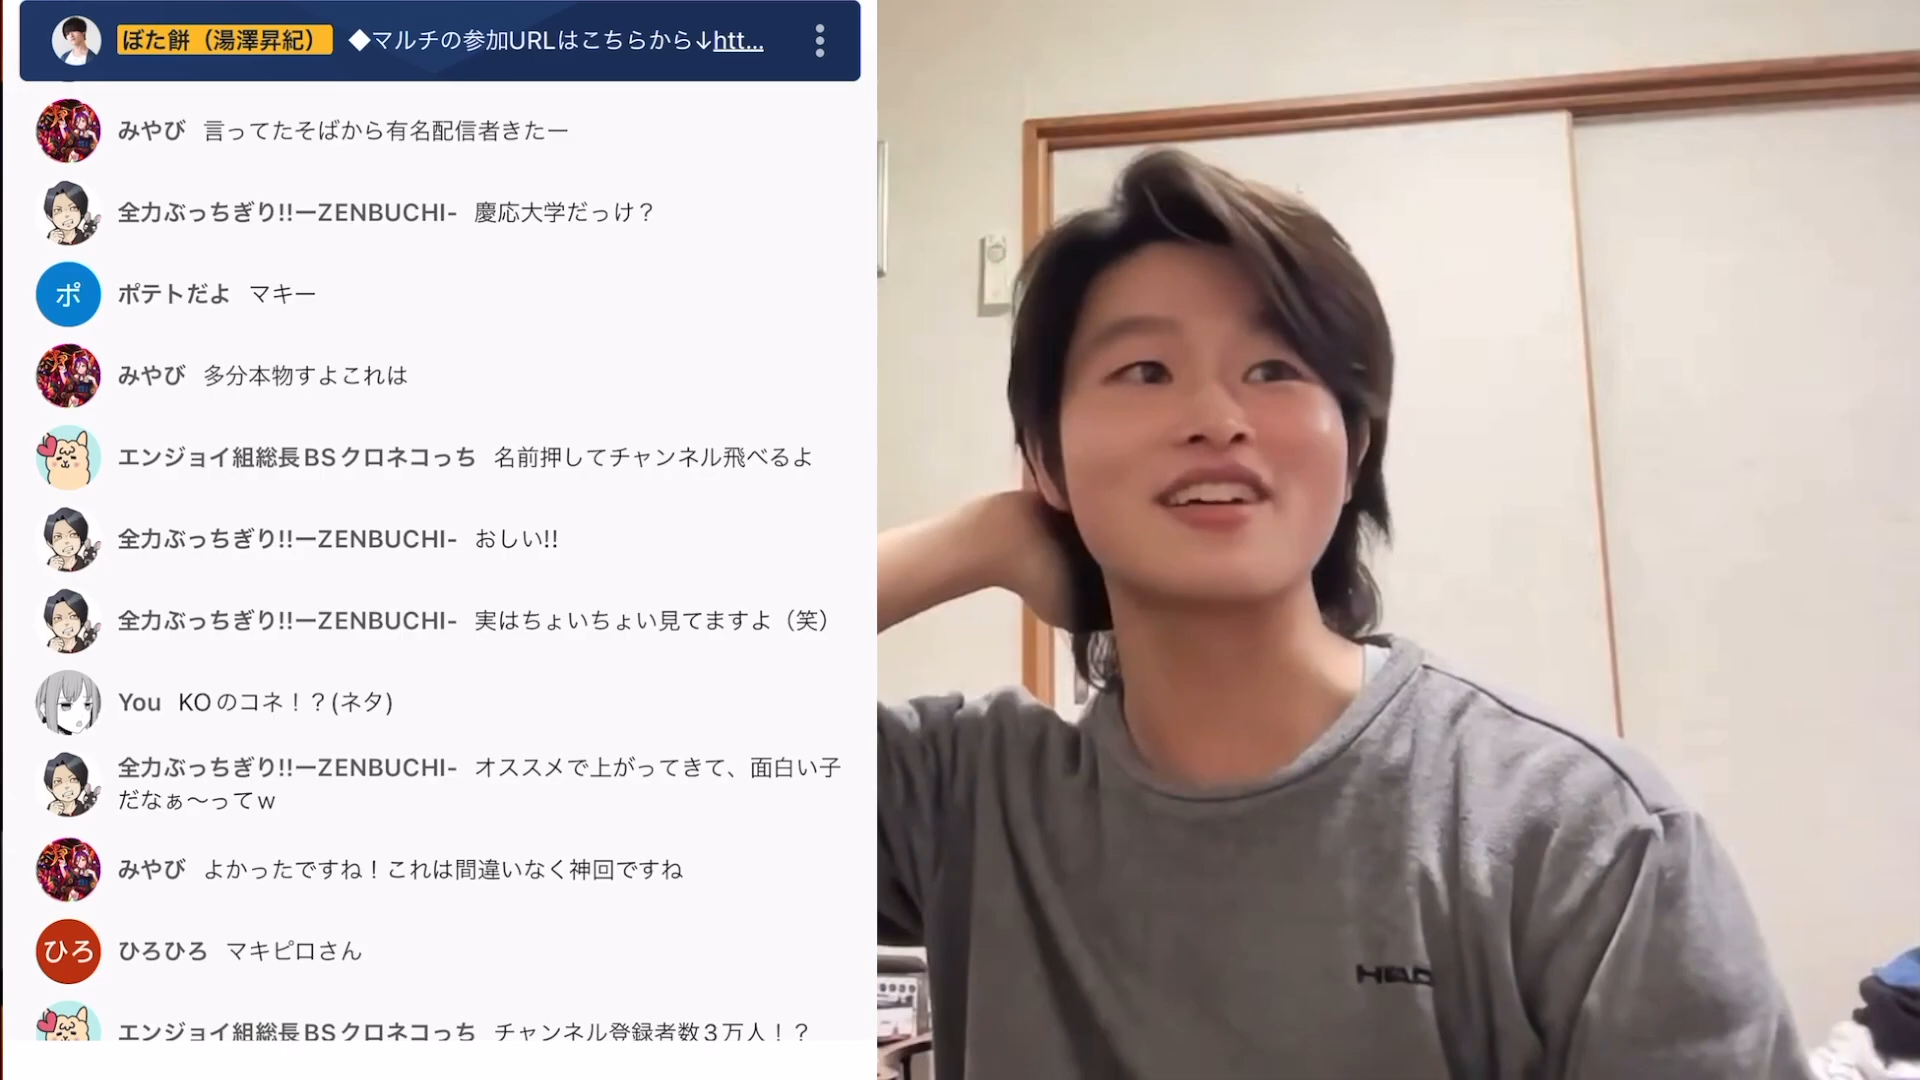 ぼた餅（湯澤昇紀） ◆マルチの参加URLはこちらから↓htt...
みやび 言ってたそばから有名配信者きたー
全力ぶっちぎり!!ーZENBUCHI- 慶応大学だっけ？
ポ ポテトだよ マキー
みやび 多分本物すよこれは
エンジョイ組総長BSクロネコっち 名前押してチャンネル飛べるよ
全力ぶっちぎり!!ーZENBUCHI- おしい!!
全力ぶっちぎり!!ーZENBUCHI- 実はちょいちょい見てますよ（笑）
You KOのコネ！？(ネタ)
全力ぶっちぎり!!ーZENBUCHI- オススメで上がってきて、面白い子
だなぁ〜ってｗ
みやび よかったですね！これは間違いなく神回ですね
ひろ ひろひろ マキピロさん
エンジョイ組総長BSクロネコっち チャンネル登録者数３万人！？
HEAD